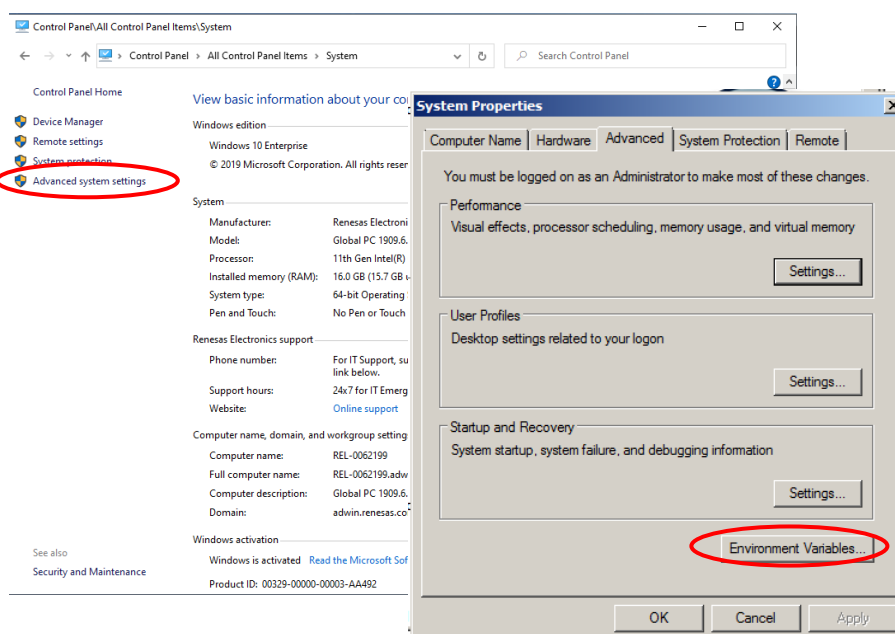 Control Panel\All Control Panel Items\System
Control Panel > All Control Panel Items > System
Search Control Panel
Control Panel Home
Device Manager
Remote settings
System protection
Advanced system settings
See also
Security and Maintenance
View basic information about your co
Windows edition
Windows 10 Enterprise
© 2019 Microsoft Corporation. All rights reser
System
Manufacturer: Renesas Electroni
Model: Global PC 1909.6.
Processor: 11th Gen Intel(R)
Installed memory (RAM): 16.0 GB (15.7 GB
System type: 64-bit Operating
Pen and Touch: No Pen or Touch
Renesas Electronics support
Phone number: For IT Support, su
link below.
Support hours: 24x7 for IT Emerg
Website: Online support
Computer name, domain, and workgroup setting
Computer name: REL-0062199
Full computer name: REL-0062199.adw
Computer description: Global PC 1909.6.
Domain: adwin.renesas.co
Windows activation
Windows is activated Read the Microsoft Sof
Product ID: 00329-00000-00003-AA492
System Properties
Computer Name Hardware Advanced System Protection Remote
You must be logged on as an Administrator to make most of these changes.
Performance
Visual effects, processor scheduling, memory usage, and virtual memory
Settings...
User Profiles
Desktop settings related to your logon
Settings...
Startup and Recovery
System startup, system failure, and debugging information
Settings...
Environment Variables...
OK Cancel Apply